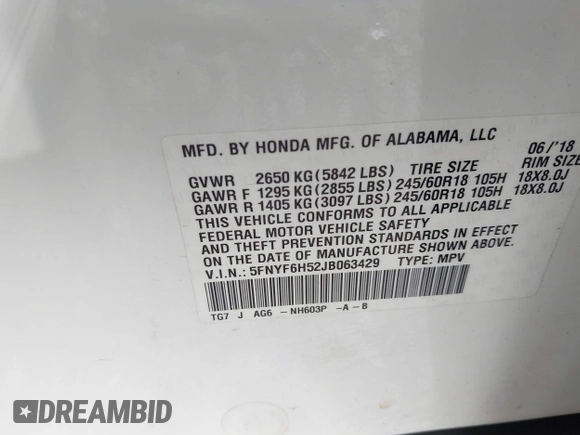 MFD. BY HONDA MFG. OF ALABAMA, LLC 06/'18
GVWR 2650 KG(5842 LBS) TIRE SIZE RIM SIZE
GAWR F 1295 KG(2855 LBS) 245/60R18 105H 18X8.0J
GAWR R 1405 KG(3097 LBS) 245/60R18 105H 18X8.0J
THIS VEHICLE CONFORMS TO ALL APPLICABLE
FEDERAL MOTOR VEHICLE SAFETY, BUMPER,
AND THEFT PREVENTION STANDARDS IN EFFECT
ON THE DATE OF MANUFACTURE SHOWN ABOVE.
V.I.N.: 5FNYF6H52JB063429 TYPE: MPV
TG7 J AG6 -NH603P -A-B
DREAMBID